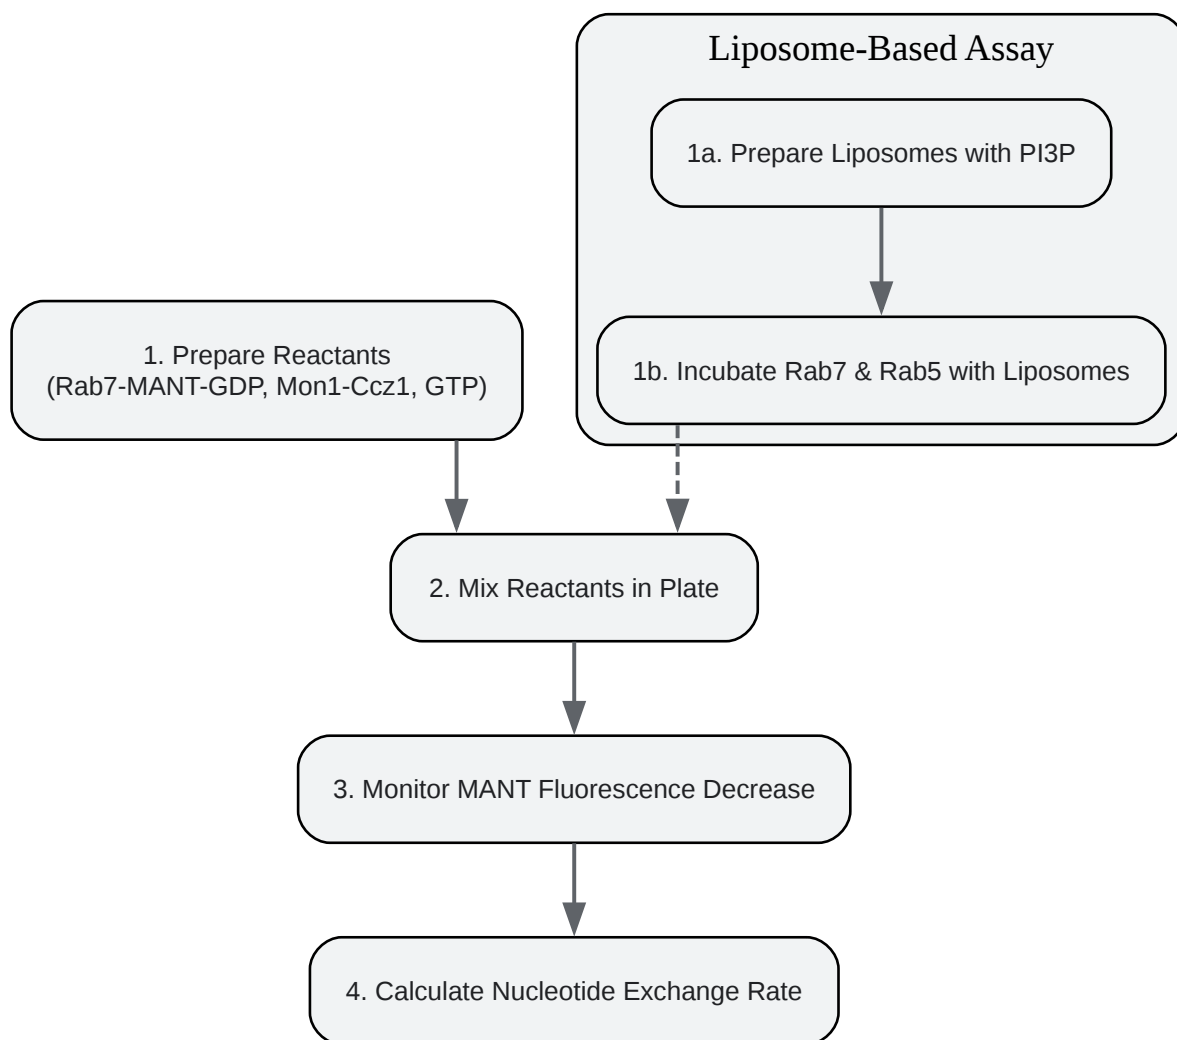 Liposome-Based Assay
1a. Prepare Liposomes with PI3P
1. Prepare Reactants
(Rab7-MANT-GDP, Mon1-Ccz1, GTP)
1b. Incubate Rab7 & Rab5 with Liposomes
2. Mix Reactants in Plate
3. Monitor MANT Fluorescence Decrease
4. Calculate Nucleotide Exchange Rate